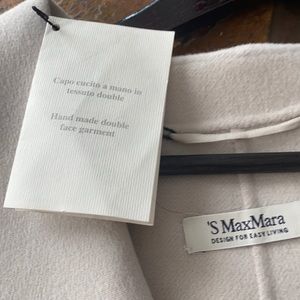 Capo cucito a mano in
tessuto double
Hand made double
face garment
'S MaxMara
DESIGN FOR EASY LIVING